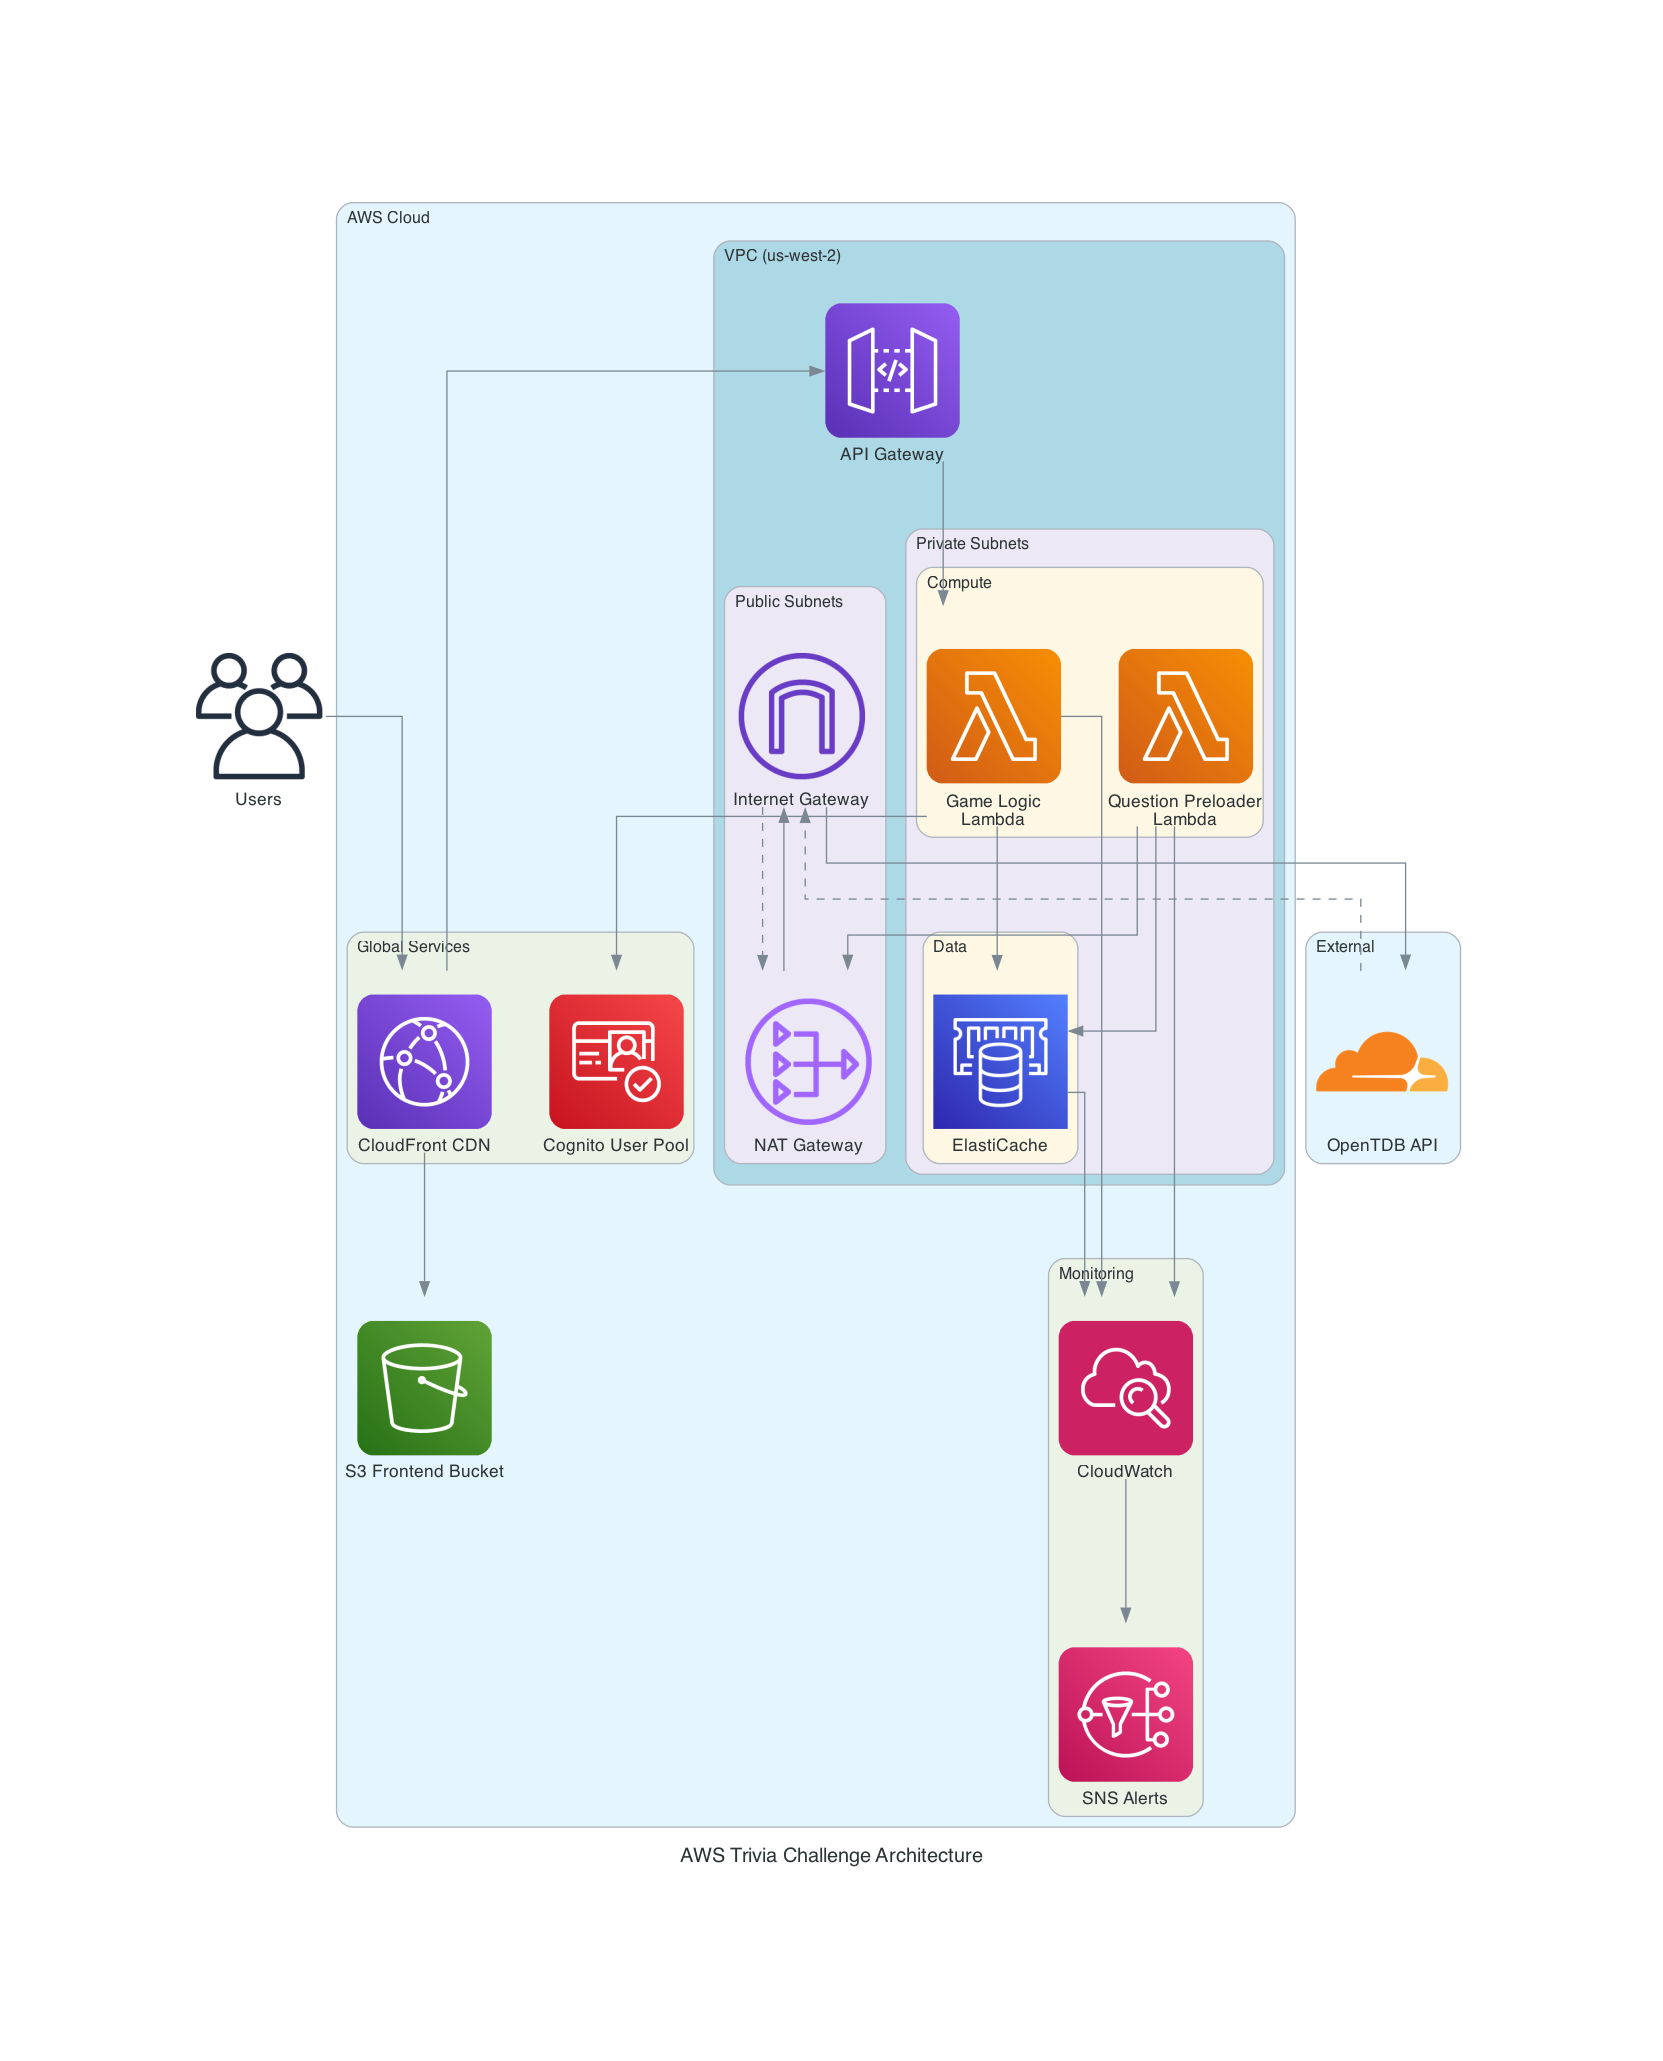 AWS Cloud
VPC (us-west-2)
API Gateway
Private Subnets
Compute
Public Subnets
Users
Internet Gateway
Game Logic
Lambda
Question Preloader
Lambda
Global Services
Data
External
CloudFront CDN
Cognito User Pool
NAT Gateway
ElastiCache
OpenTDB API
Monitoring
S3 Frontend Bucket
CloudWatch
SNS Alerts
AWS Trivia Challenge Architecture